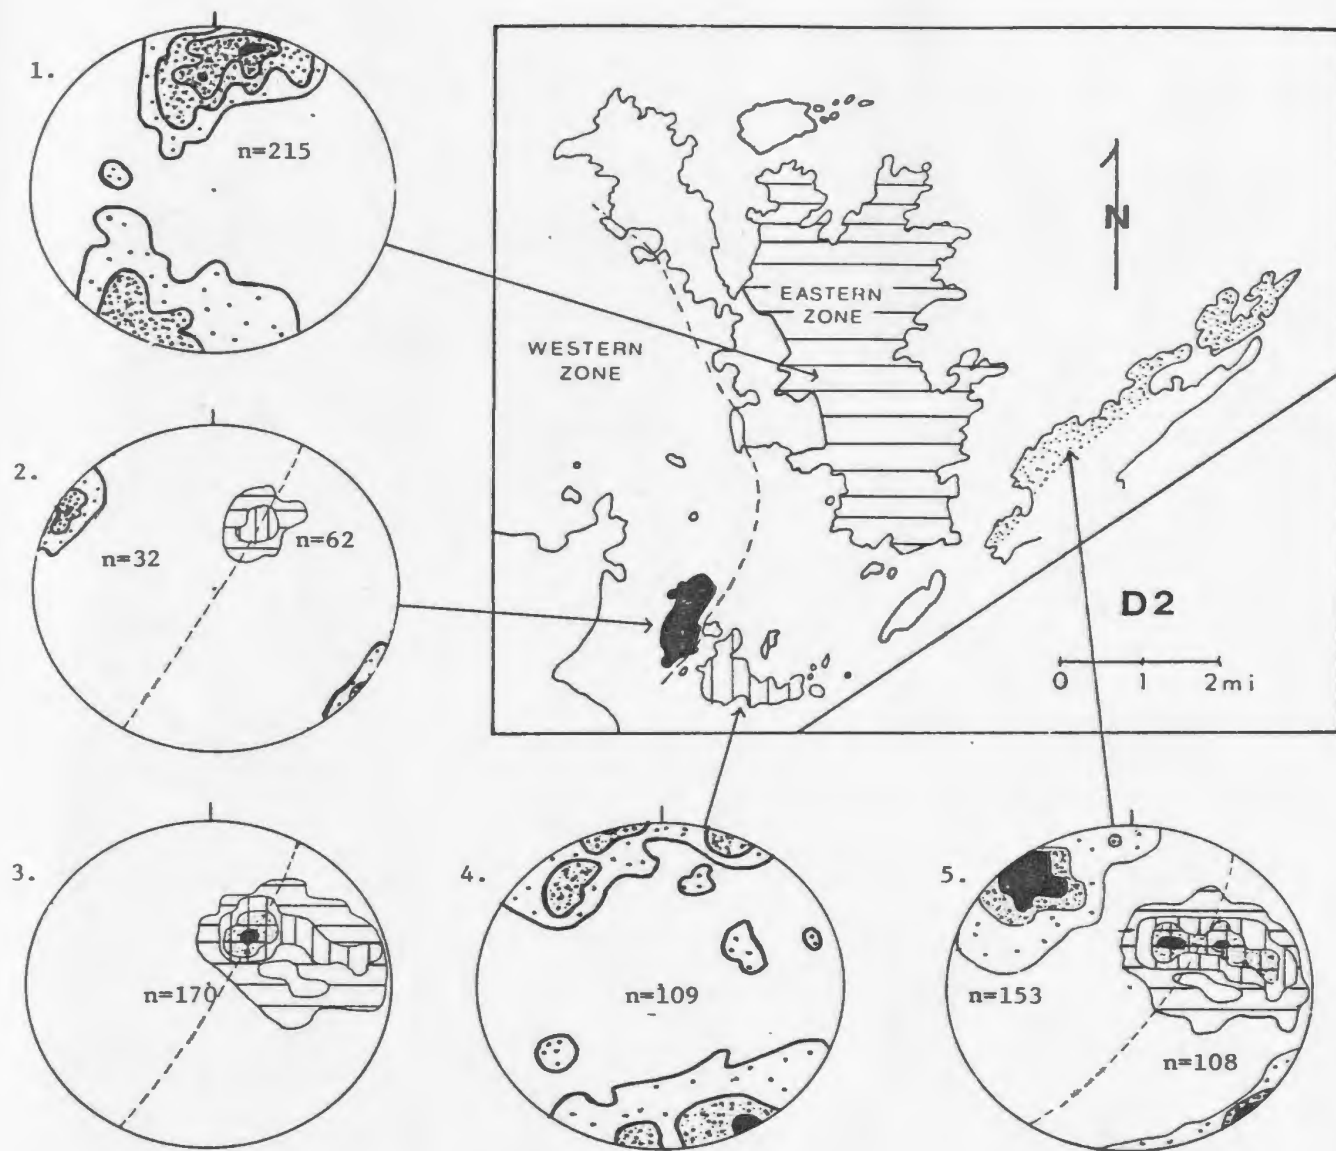 1.
n=215
WESTERN
ZONE
EASTERN
ZONE
N
2.
n=32
n=62
D2
0 1 2mi
3.
n=170
4.
n=109
5.
n=153
n=108